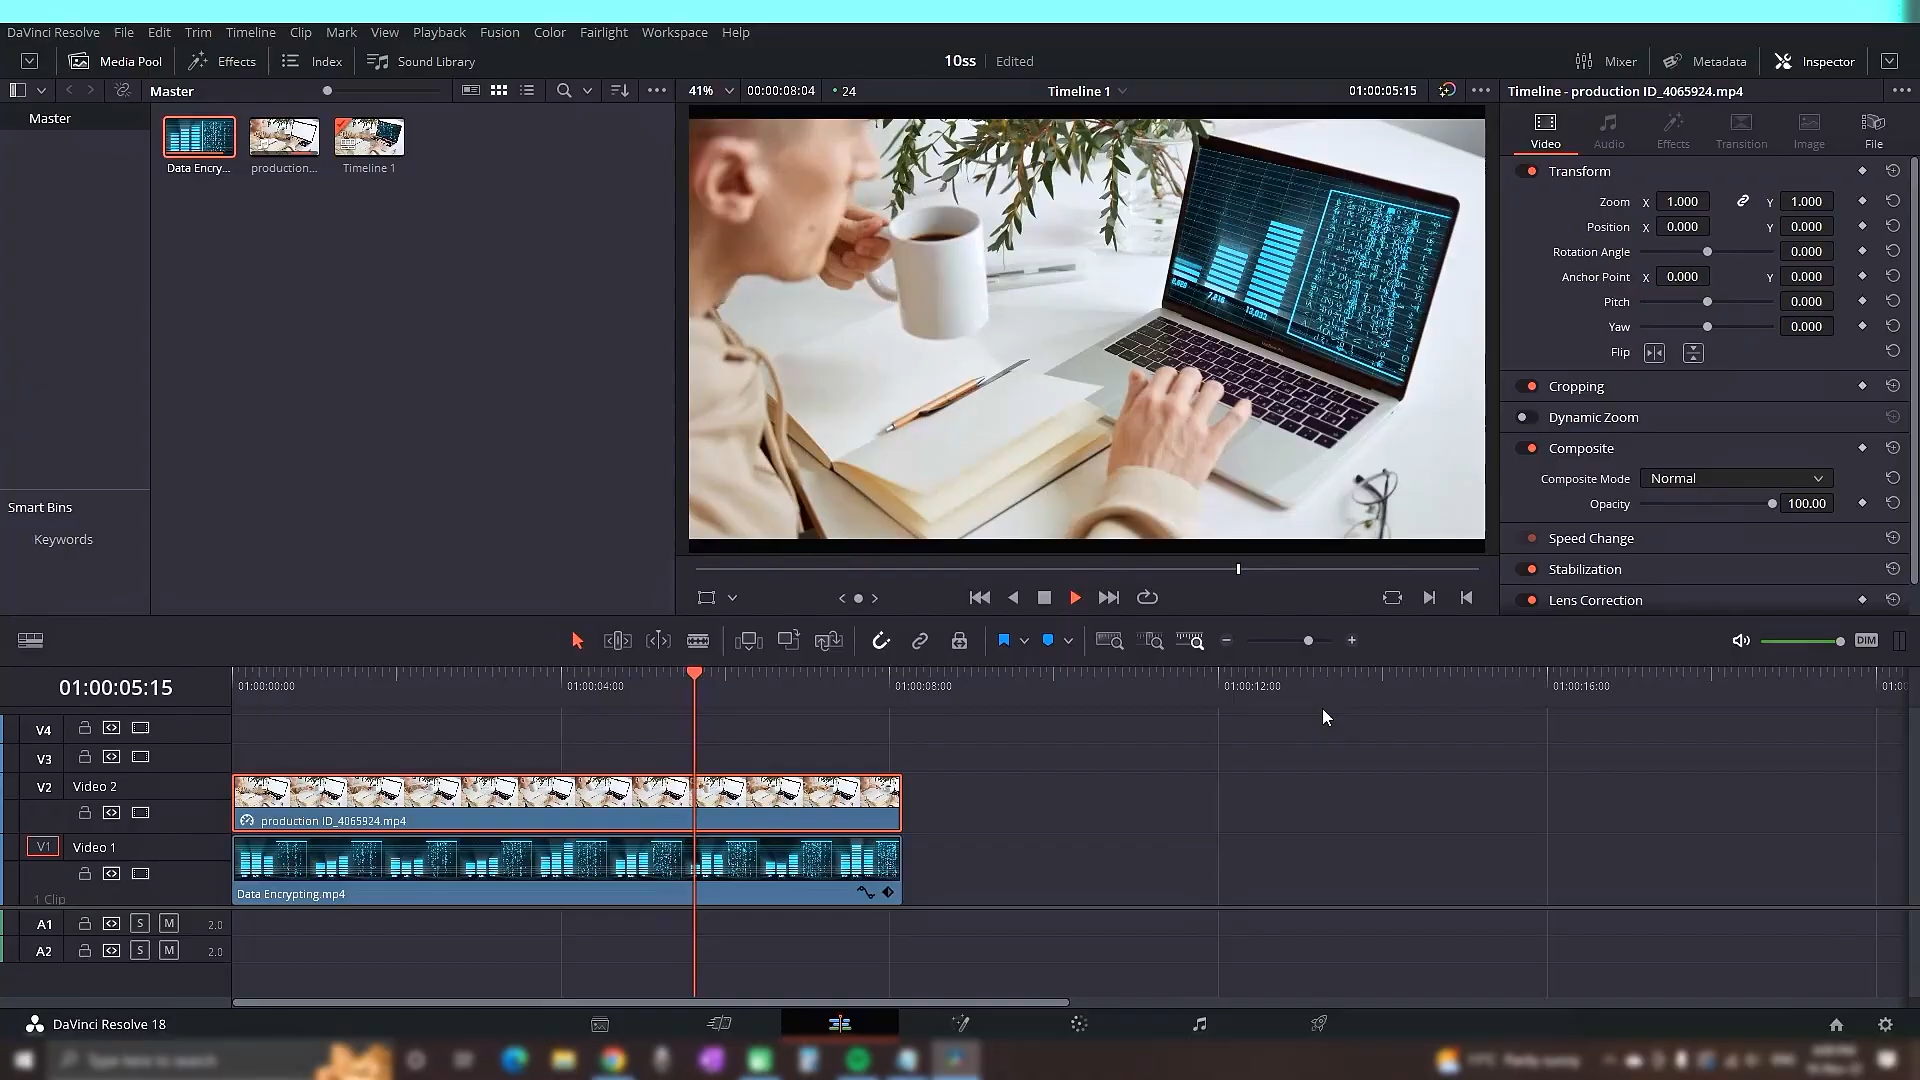 DaVinci Resolve File Edit Trim Timeline Clip Mark View Playback Fusion Color Fairlight Workspace Help
Media Pool Effects Index Sound Library 10ss Edited Mixer Metadata Inspector
Master 41% 00:00:08:04 24 Timeline 1 01:00:05:15 Timeline - production ID_4065924.mp4
Master
Data Encry... production... Timeline 1
Smart Bins
Keywords
Video Audio Effects Transition Image File
Transform
Zoom X 1.000 Y 1.000
Position X 0.000 Y 0.000
Rotation Angle 0.000
Anchor Point X 0.000 Y 0.000
Pitch 0.000
Yaw 0.000
Flip
Cropping
Dynamic Zoom
Composite
Composite Mode Normal
Opacity 100.00
Speed Change
Stabilization
Lens Correction
DIM
01:00:05:15 01:00:00:00 01:00:04:00 01:00:08:00 01:00:12:00 01:00:16:00
V4
V3
V2 Video 2
production ID_4065924.mp4
V1 Video 1
Data Encrypting.mp4
1 Clip
A1 S M 2.0
A2 S M 2.0
DaVinci Resolve 18
Type here to search